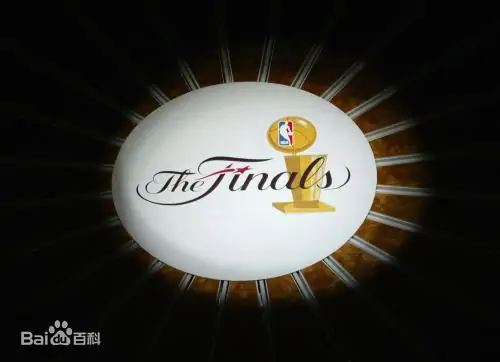 The Finals
Bai百科